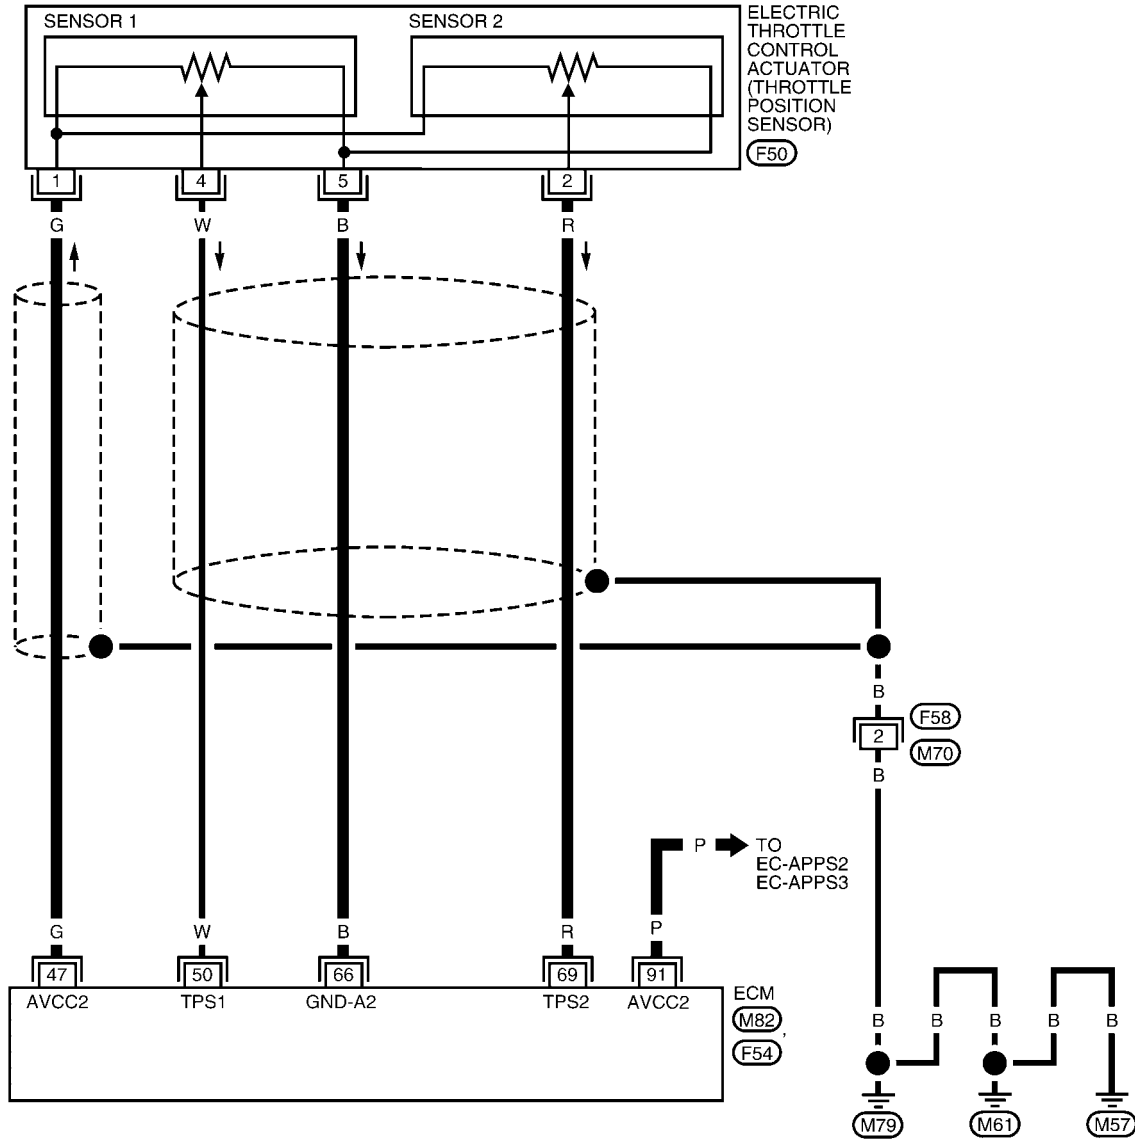 SENSOR 1
SENSOR 2
ELECTRIC
THROTTLE
CONTROL
ACTUATOR
(THROTTLE
POSITION
SENSOR)
F50
1
4
5
2
G
W
B
R
B
F58
2
M70
B
P
TO
EC-APPS2
EC-APPS3
G
W
B
R
P
47
50
66
69
91
AVCC2
TPS1
GND-A2
TPS2
AVCC2
ECM
M82
,
F54
B
B
B
B
B
M79
M61
M57